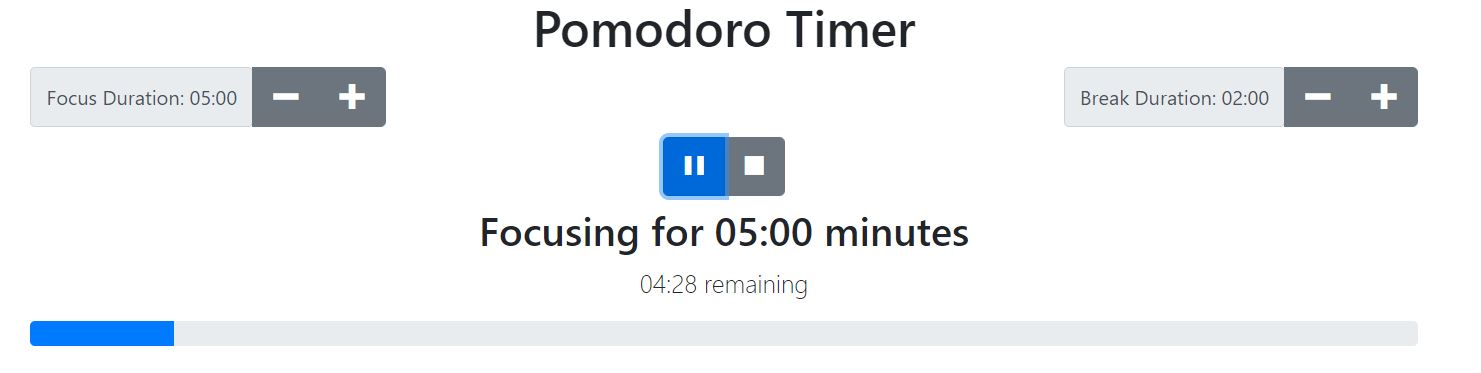 Pomodoro Timer
Focus Duration: 05:00
Break Duration: 02:00
Focusing for 05:00 minutes
04:28 remaining